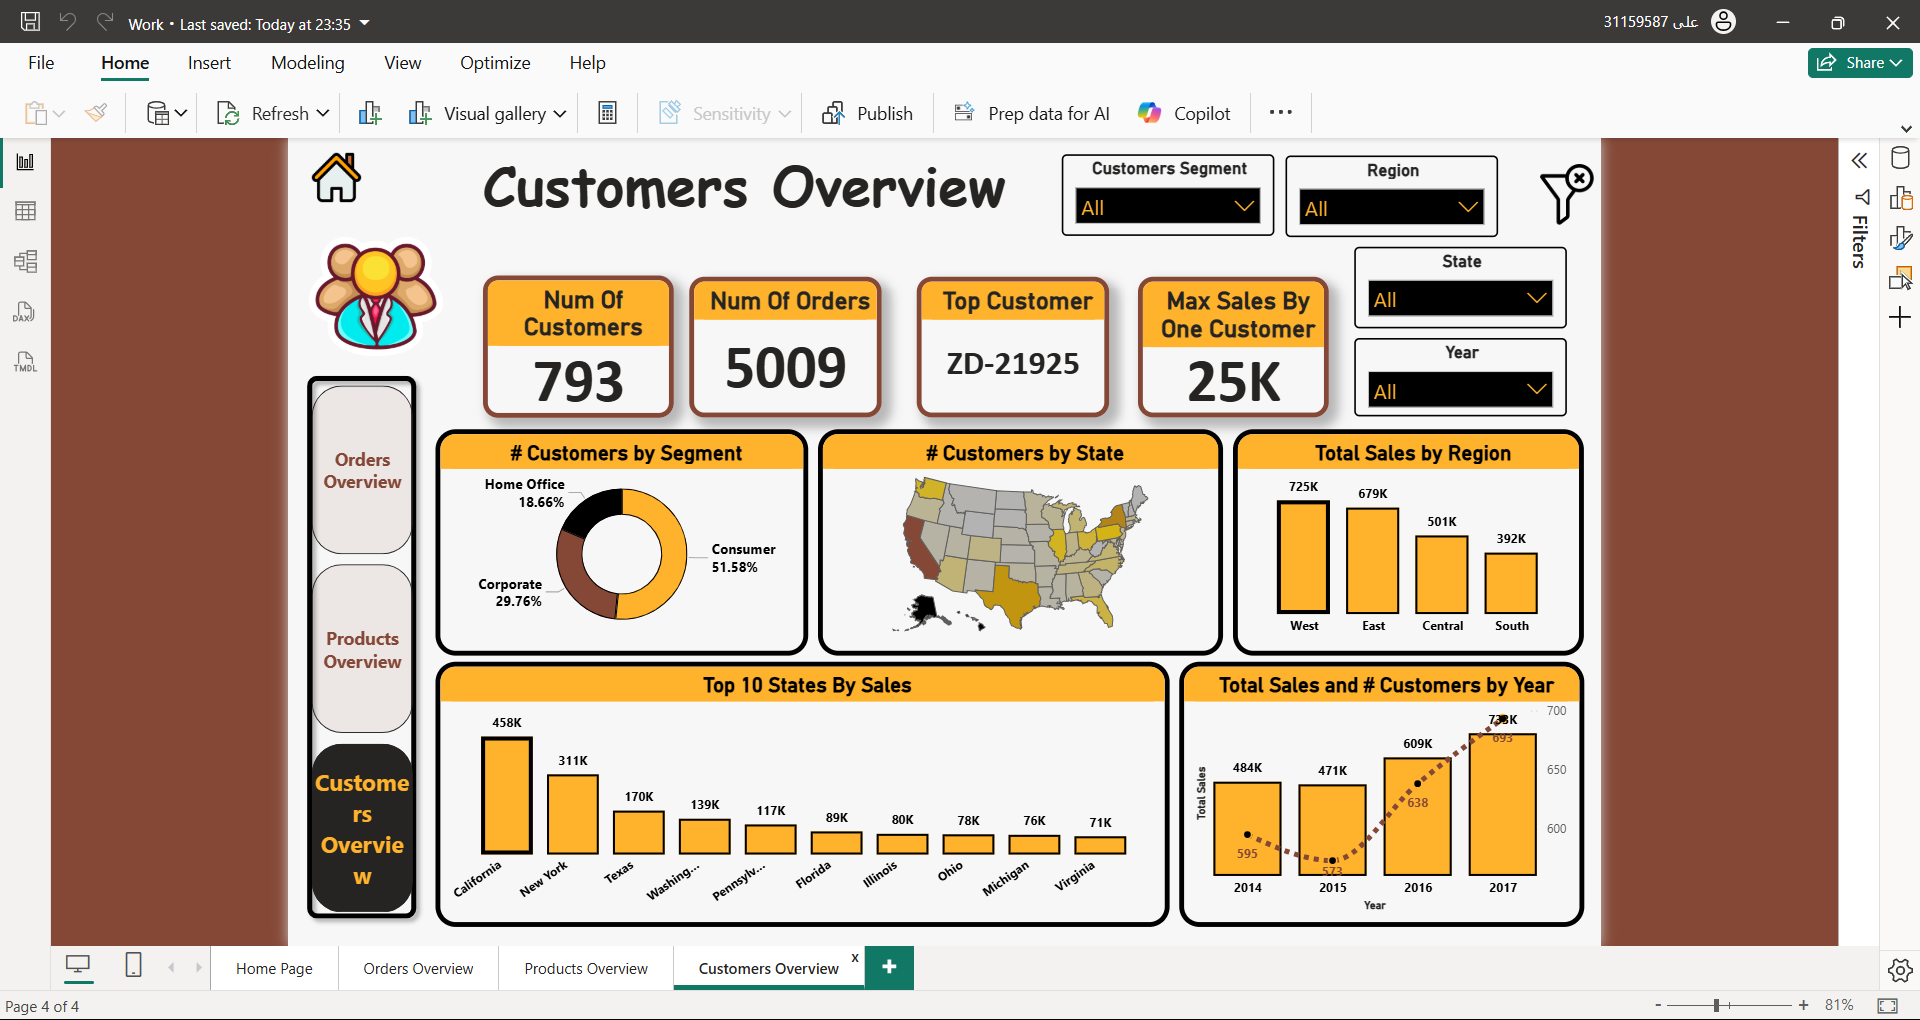 Work • Last saved: Today at 23:35
31159587 على
File
Home
Insert
Modeling
View
Optimize
Help
Share
Refresh
Visual gallery
Sensitivity
Publish
Prep data for AI
Copilot
DAX
TMDL
Filters
Customers Overview
Customers Segment
All
Region
All
State
All
Year
All
Num Of
Customers
793
Num Of Orders
5009
Top Customer
ZD-21925
Max Sales By
One Customer
25K
Orders
Overview
Products
Overview
Custome
rs
Overvie
w
# Customers by Segment
Home Office
18.66%
Consumer
51.58%
Corporate
29.76%
# Customers by State
Total Sales by Region
725K
679K
501K
392K
West
East
Central
South
Top 10 States By Sales
458K
311K
170K
139K
117K
89K
80K
78K
76K
71K
California
New York
Texas
Washing...
Pennsylv...
Florida
Illinois
Ohio
Michigan
Virginia
Total Sales and # Customers by Year
Total Sales
484K
471K
609K
733K
595
573
638
693
700
650
600
2014
2015
2016
2017
Year
Home Page
Orders Overview
Products Overview
Customers Overview
x
+
Page 4 of 4
-
+
81%